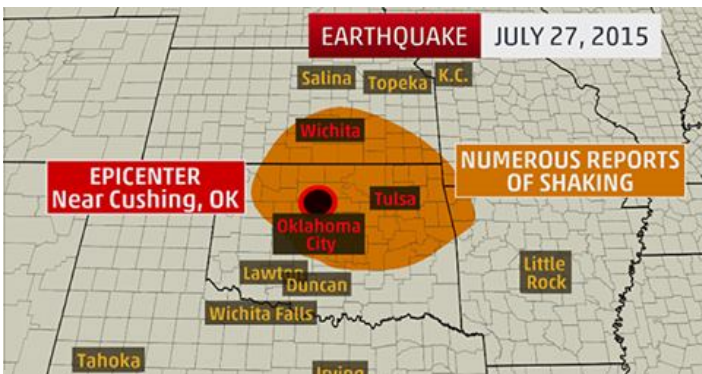 EARTHQUAKE JULY 27, 2015
Salina
Topeka
K.C.
Wichita
EPICENTER
Near Cushing, OK
NUMEROUS REPORTS
OF SHAKING
Tulsa
Oklahoma
City
Lawton
Duncan
Little
Rock
Wichita Falls
Tahoka
Irving